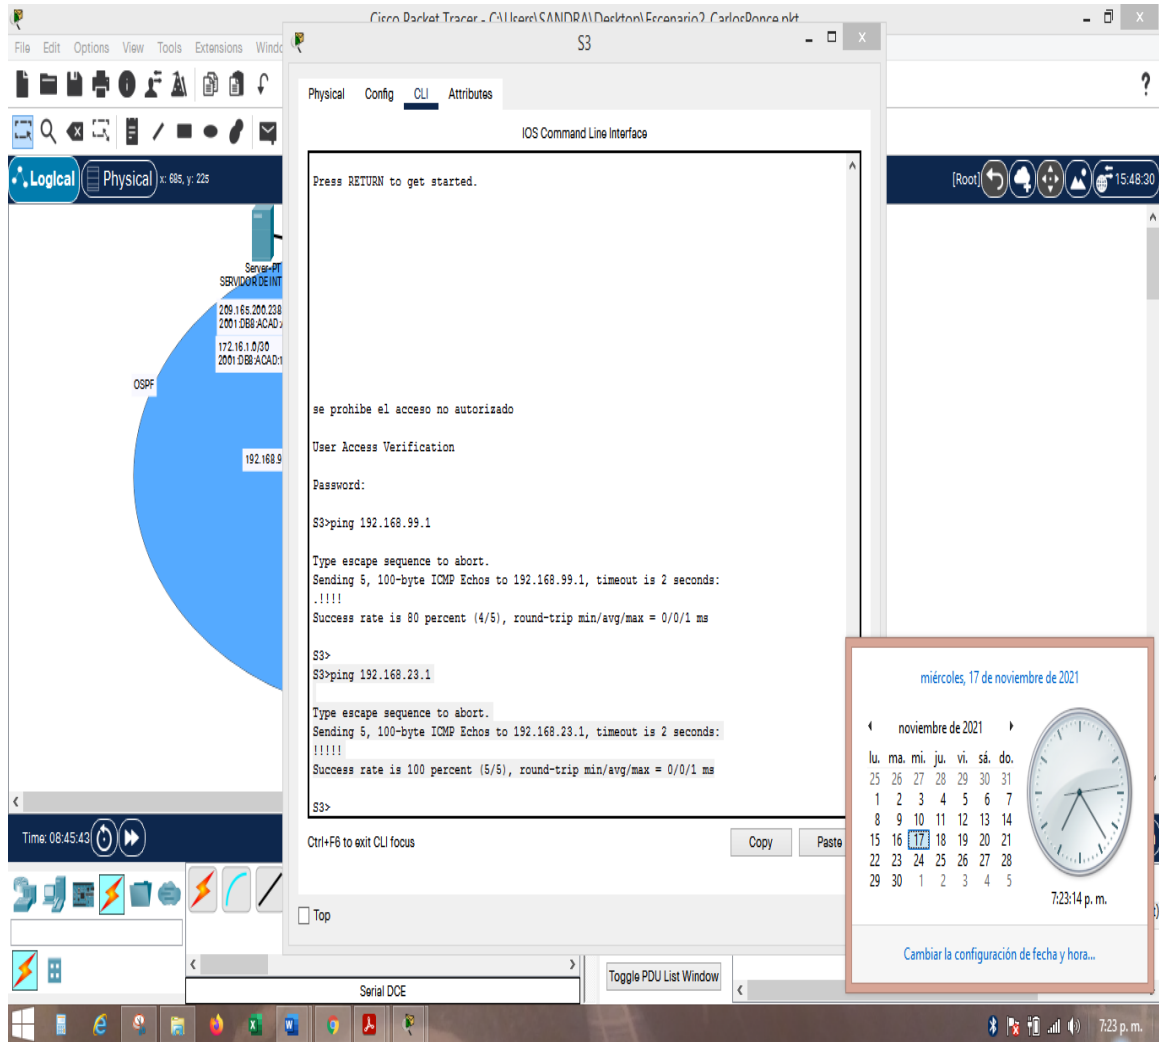 Cisco Packet Tracer - C:\Users\SANDRA\Desktop\Escenario2_CarlosPonce.pkt
File Edit Options View Tools Extensions
S3
Physical Config CLI Attributes
IOS Command Line Interface
?
Logical
Physical
x: 685, y: 225
[Root]
15:48:30
Press RETURN to get started.
Server-PT
209.165.200.238
2001:DB8:ACAD:
172.16.1.0/30
2001:DB8:ACAD:1
OSPF
192.168.9
se prohibe el acceso no autorizado
User Access Verification
Password:
S3>ping 192.168.99.1
Type escape sequence to abort.
Sending 5, 100-byte ICMP Echos to 192.168.99.1, timeout is 2 seconds:
.!!!!
Success rate is 80 percent (4/5), round-trip min/avg/max = 0/0/1 ms
S3>
S3>ping 192.168.23.1
Type escape sequence to abort.
Sending 5, 100-byte ICMP Echos to 192.168.23.1, timeout is 2 seconds:
!!!!!
Success rate is 100 percent (5/5), round-trip min/avg/max = 0/0/1 ms
S3>
Ctrl+F6 to exit CLI focus
Copy
Paste
Top
Time: 08:45:43
Serial DCE
Toggle PDU List Window
miércoles, 17 de noviembre de 2021
noviembre de 2021
lu. ma. mi. ju. vi. sá. do.
25 26 27 28 29 30 31
1 2 3 4 5 6 7
8 9 10 11 12 13 14
15 16 17 18 19 20 21
22 23 24 25 26 27 28
29 30 1 2 3 4 5
7:23:14 p. m.
Cambiar la configuración de fecha y hora...
7:23 p. m.